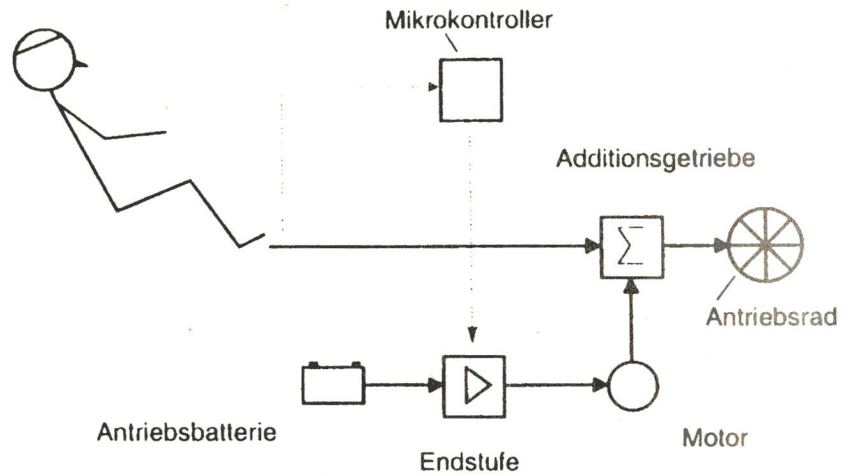 Mikrokontroller
Additionsgetriebe
Σ
Antriebsrad
Antriebsbatterie
Motor
Endstufe